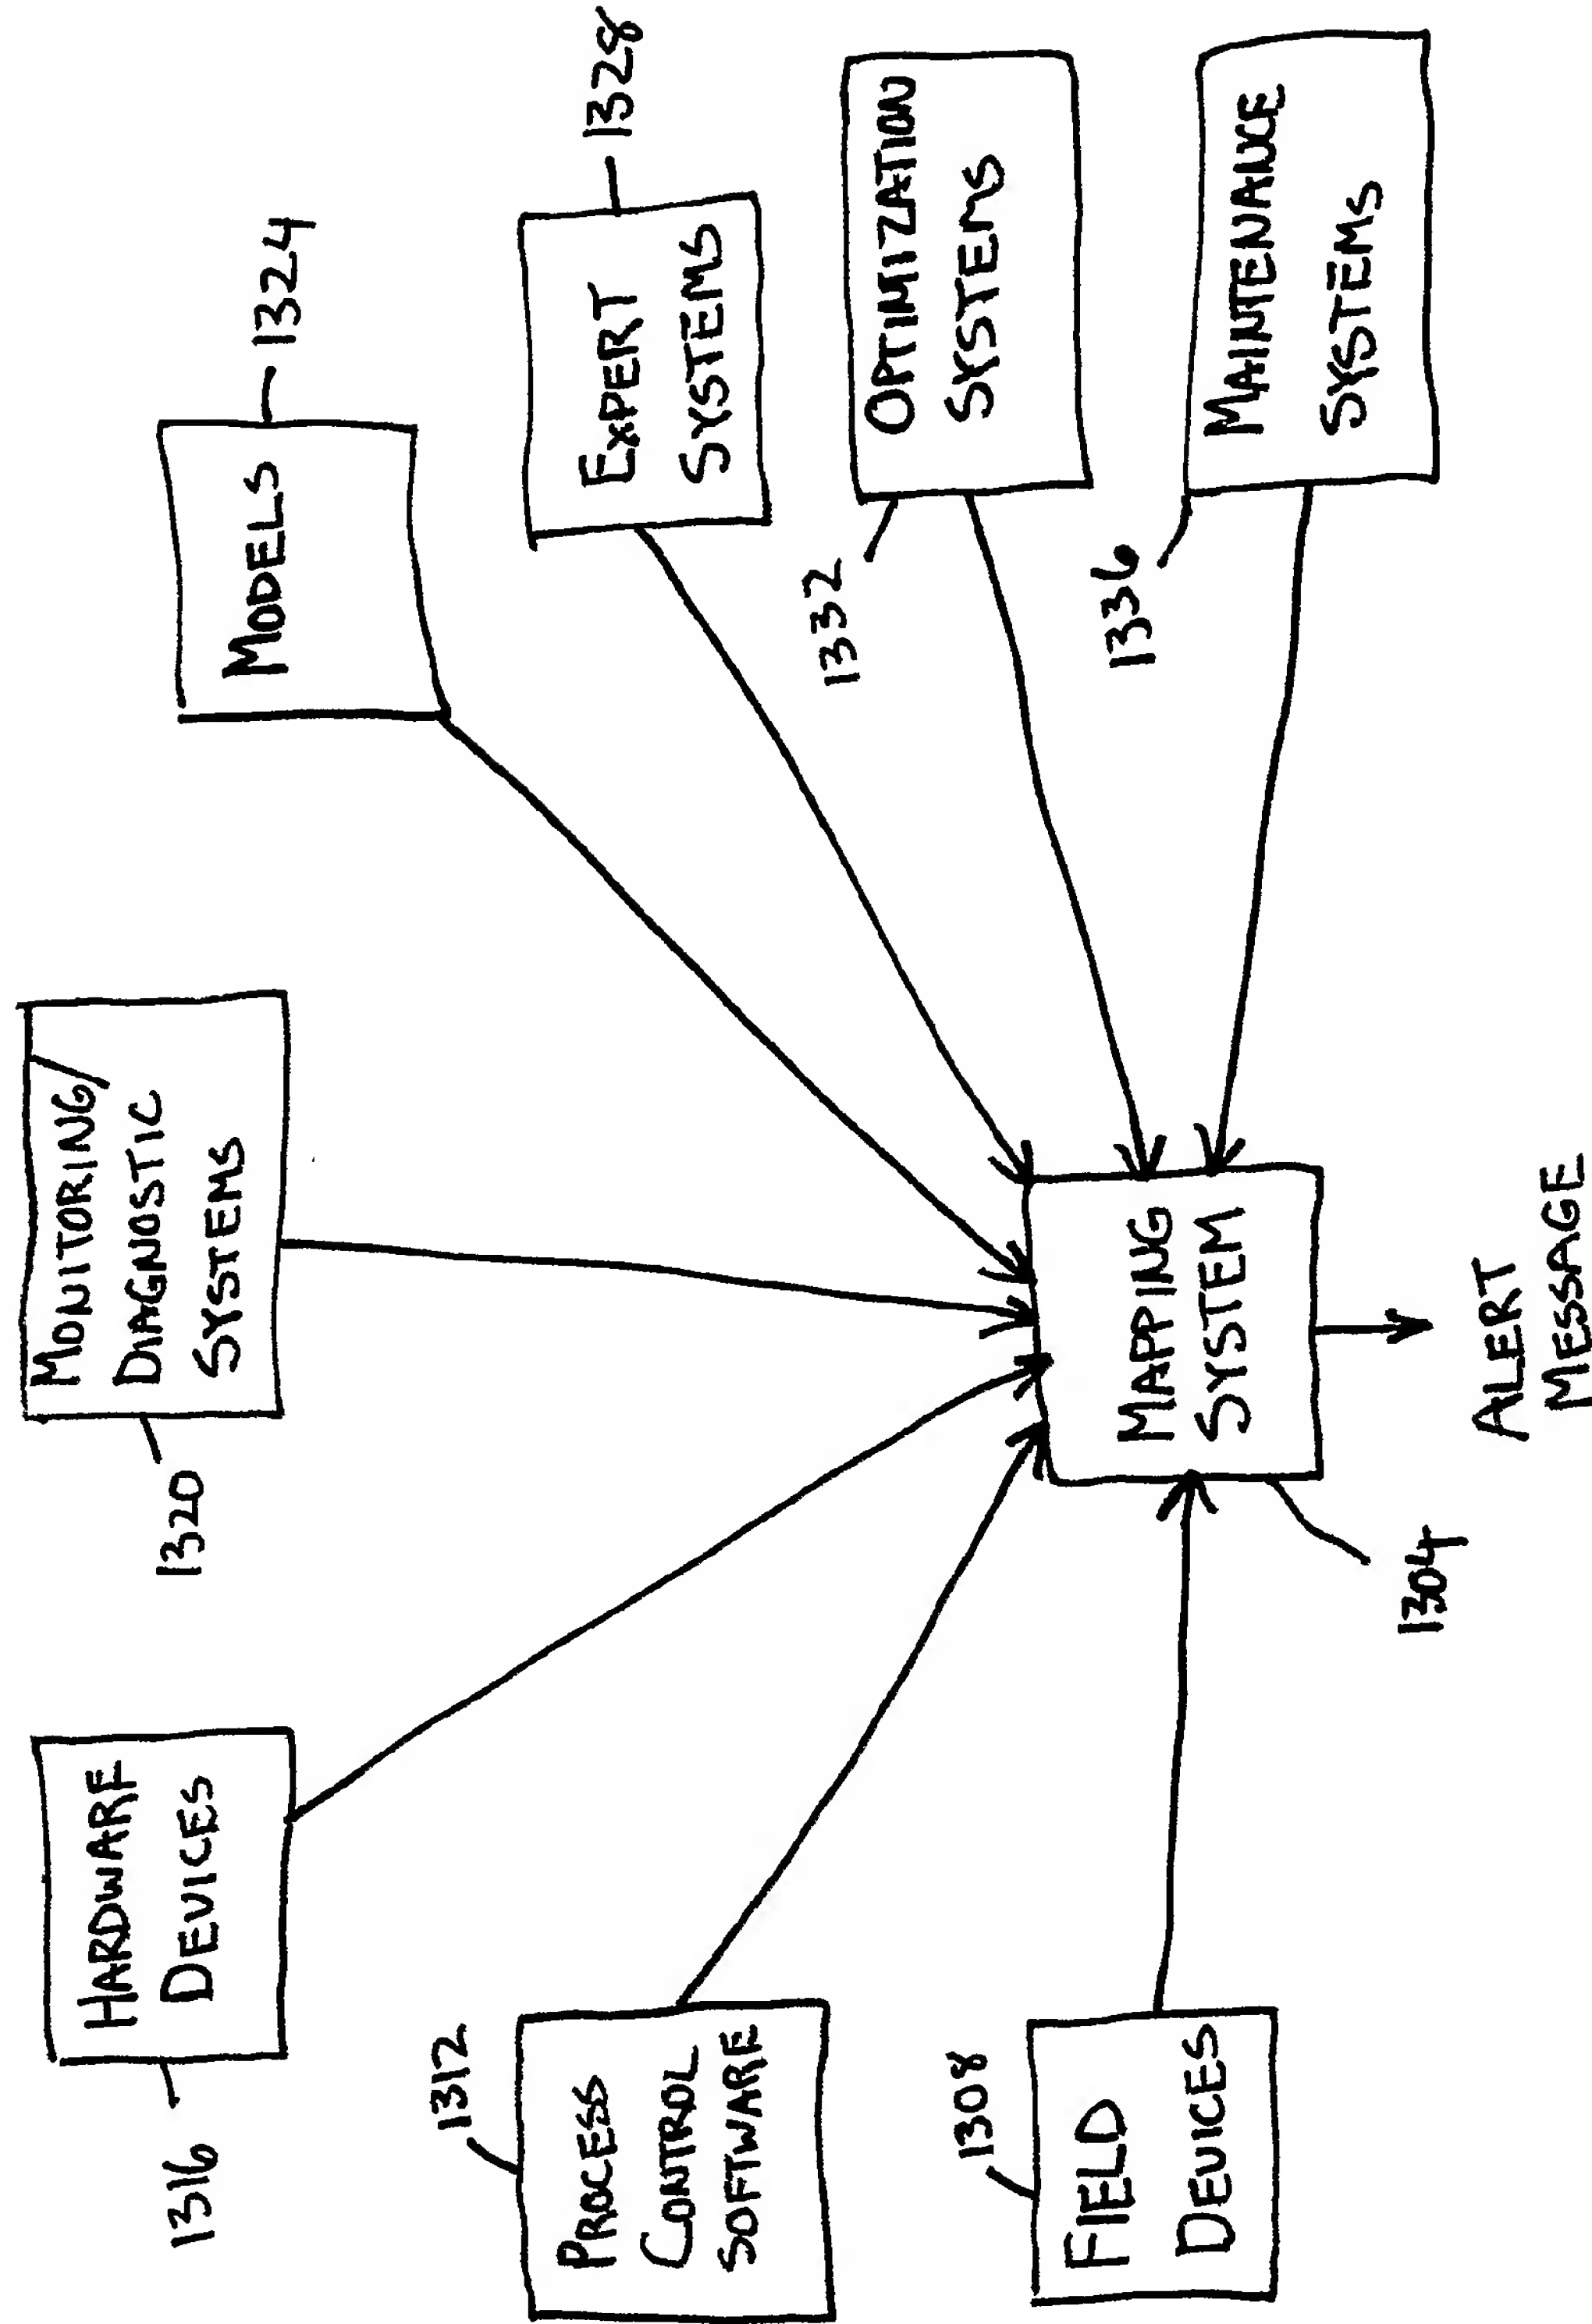 1316
HARDWARE
DEVICES
1320
MONITORING/
DIAGNOSTIC
SYSTEMS
MODELS
1324
1312
PROCESS
CONTROL
SOFTWARE
EXPERT
SYSTEMS
1328
1332
OPTIMIZATION
SYSTEMS
1308
FIELD
DEVICES
MAPPING
SYSTEM
1304
1336
MAINTENANCE
SYSTEMS
ALERT
MESSAGE